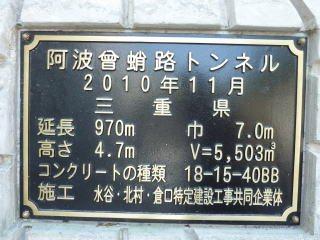 阿波曽蛸路トンネル
2010年11月
三重県
延長 970m 巾 7.0m
高さ 4.7m V=5,503m³
コンクリートの種類 18-15-40BB
施工 水谷・北村・倉口特定建設工事共同企業体